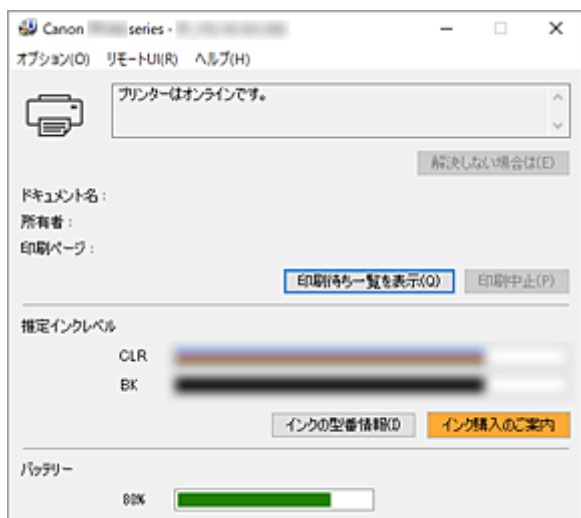 Canon series -
オプション(O) リモートUI(R) ヘルプ(H)
プリンターはオンラインです。
解決しない場合は(E)
ドキュメント名 :
所有者 :
印刷ページ :
印刷待ち一覧を表示(Q) 印刷中止(P)
推定インクレベル
CLR
BK
インクの型番情報(I) インク購入のご案内
バッテリー
80%